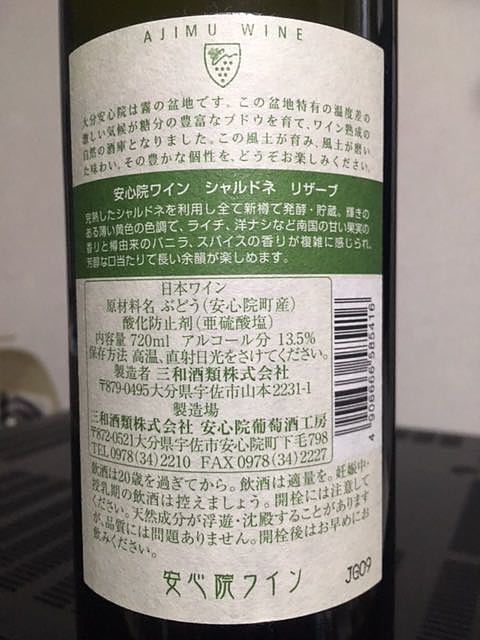 AJIMU WINE
大分安心院は霧の盆地です。この盆地特有の温度差の
激しい気候が糖分の豊富なブドウを育て、ワイン熟成の
自然の酒庫となりました。この風土が育み、風土が磨い
た味わい、その豊かな個性を、どうぞお楽しみください。
安心院ワイン シャルドネ リザーブ
完熟したシャルドネを利用し全て新樽で発酵・貯蔵。輝きの
ある薄い黄色の色調で、ライチ、洋ナシなど南国の甘い果実の
香りと樽由来のバニラ、スパイスの香りが複雑に感じられ、
芳醇な口当たりで長い余韻が楽しめます。
日本ワイン
原材料名 ぶどう(安心院町産)
酸化防止剤(亜硫酸塩)
内容量 720ml アルコール分 13.5%
保存方法 高温、直射日光をさけてください。
製造者 三和酒類株式会社
〒879-0495大分県宇佐市山本2231-1
製造場
三和酒類株式会社 安心院葡萄酒工房
〒872-0521大分県宇佐市安心院町下毛798
TEL0978(34)2210 FAX0978(34)2227
4 906666 585416
飲酒は20歳を過ぎてから。飲酒は適量を。妊娠中・
授乳期の飲酒は控えましょう。開栓には注意して
ください。天然成分が浮遊・沈殿することがあります
が、品質には問題ありません。開栓後はお早めにお
飲みください。
安心院ワイン
JG09